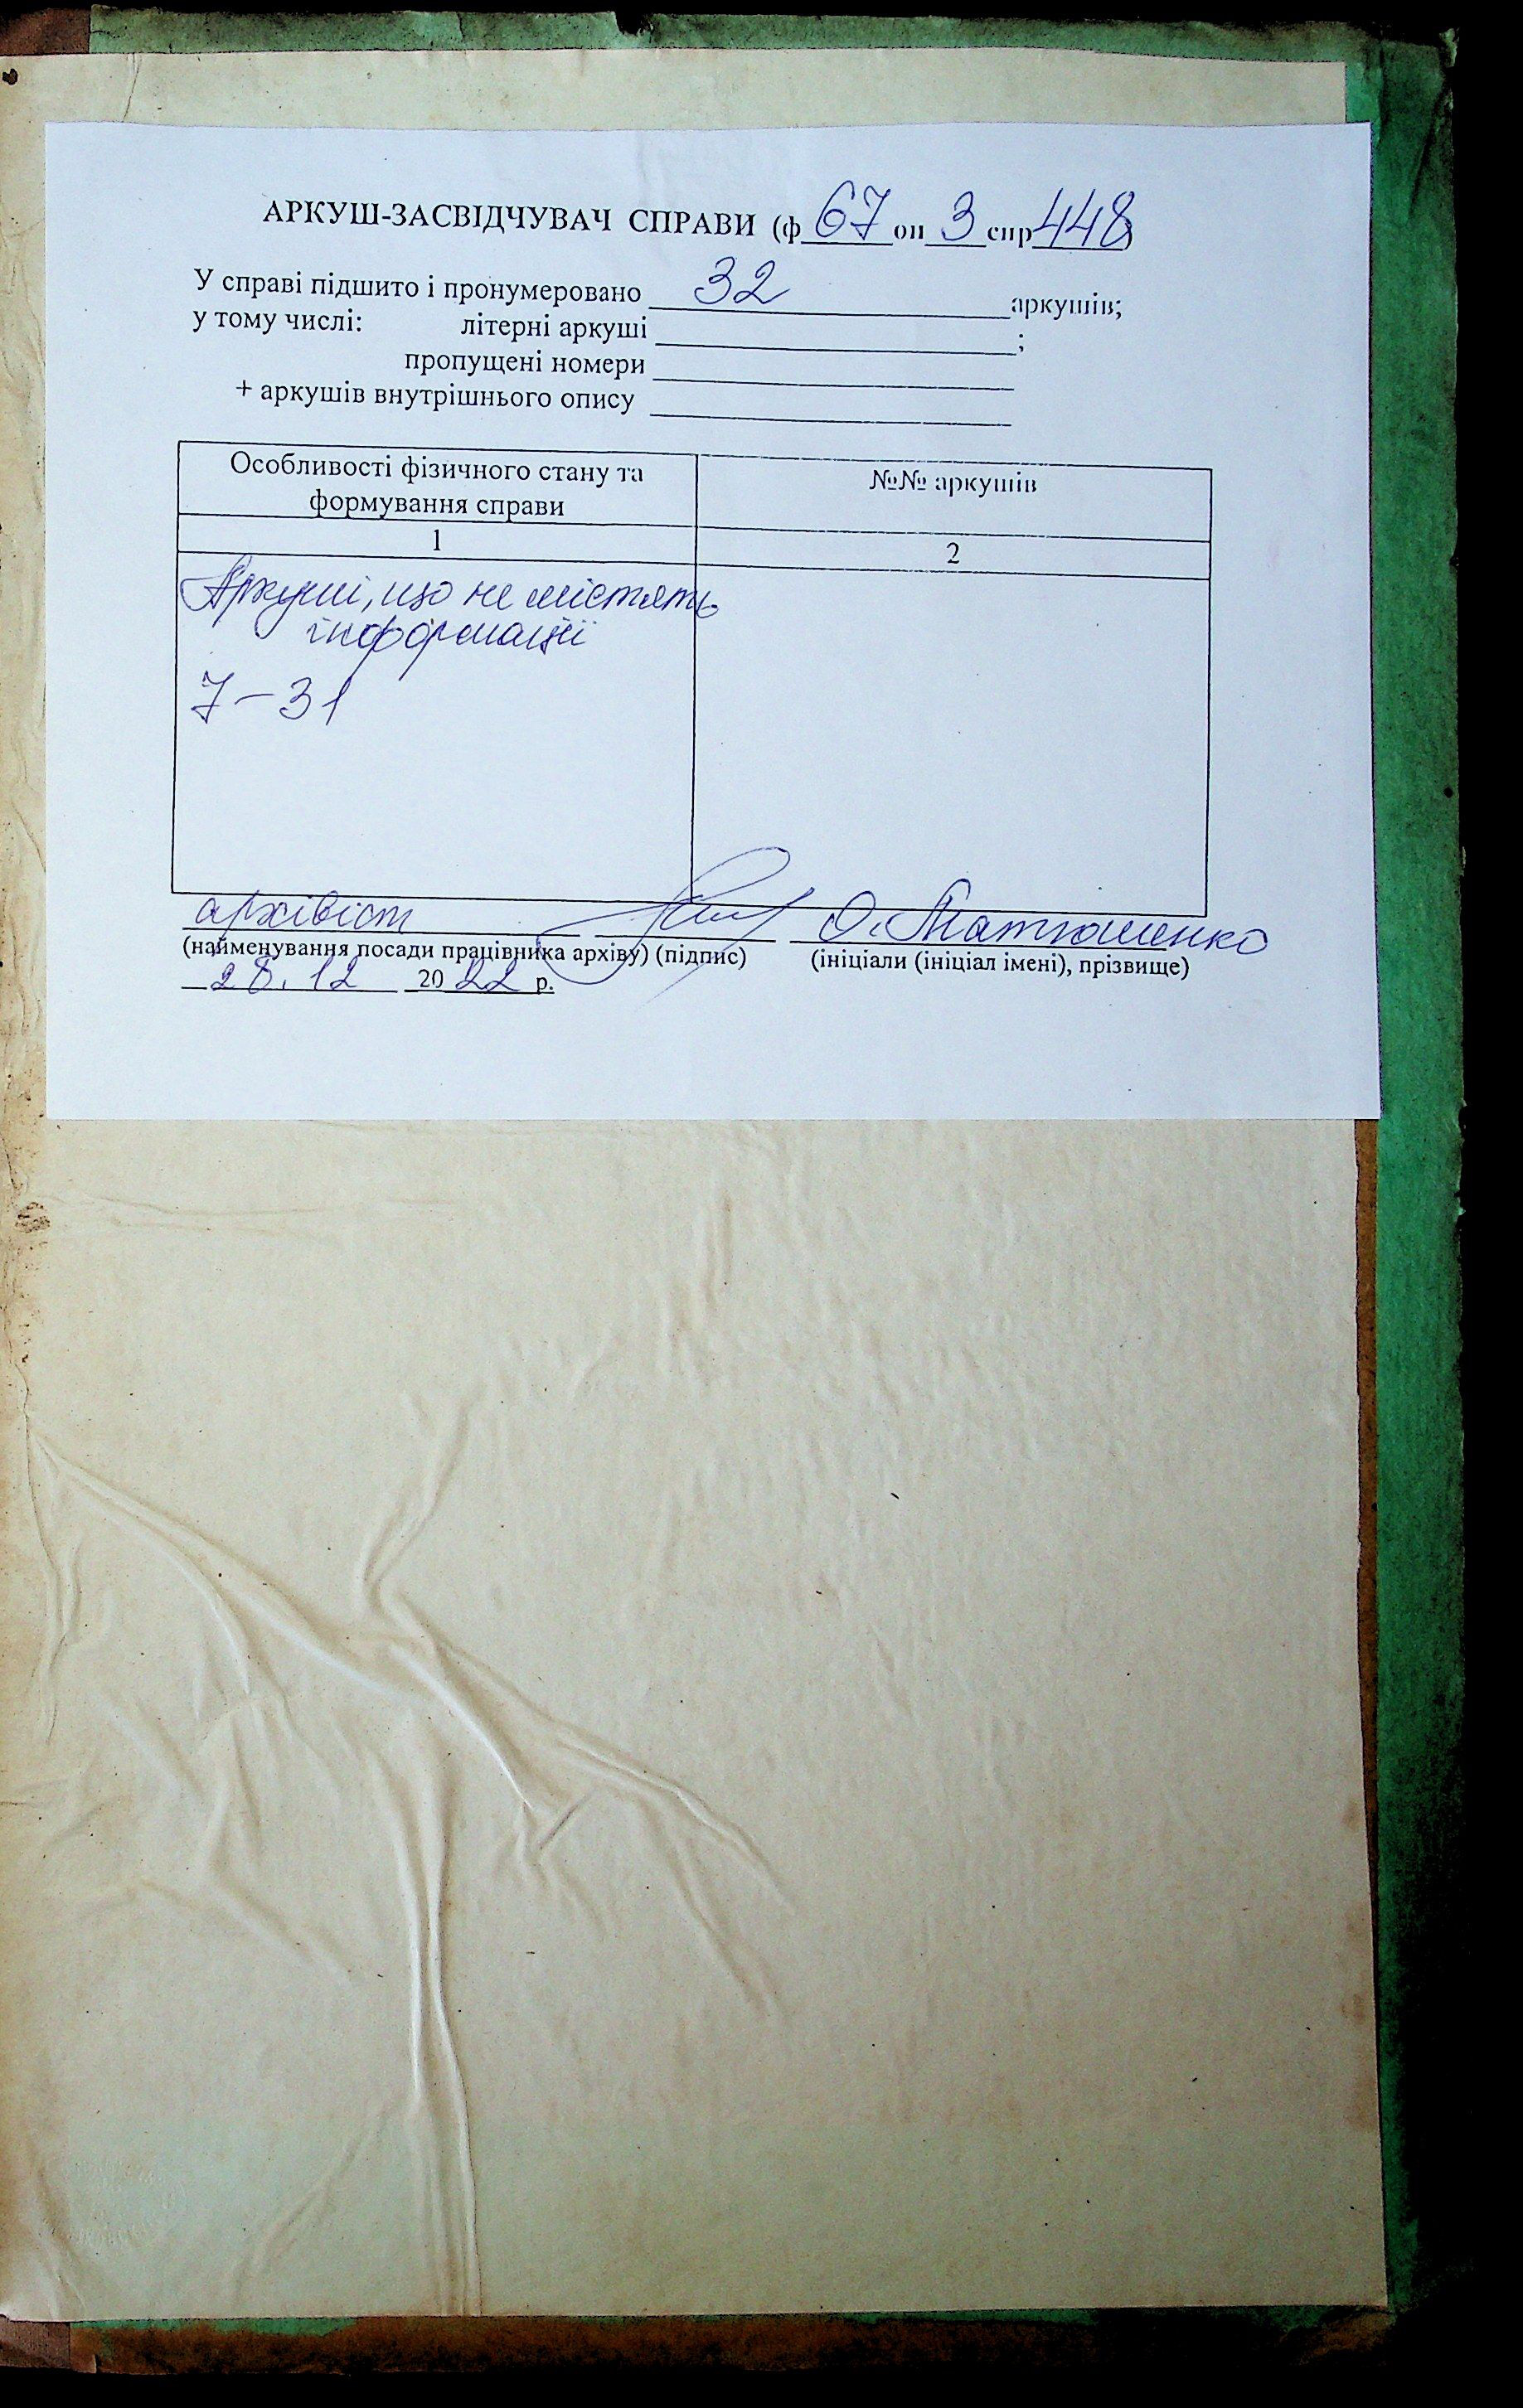 АРКУШ-ЗАСВІДЧУВАЧ СПРАВИ (ф 67 оп 3 спр 448)
У справі підшито і пронумеровано 32 аркушів;
у тому числі: літерні аркуші ;
пропущені номери
+ аркушів внутрішнього опису
Особливості фізичного стану та
формування справи
№№ аркушів
1
2
Аркуші, що не містять
інформації
7-31
архівіст О. Матюшенко
(найменування посади працівника архіву) (підпис) (ініціали (ініціал імені), прізвище)
28.12 2022 р.